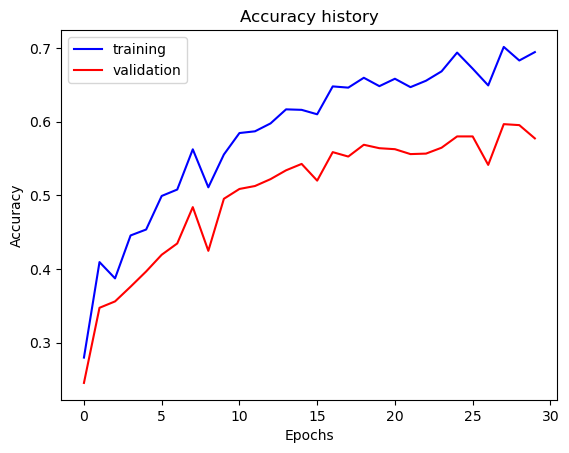 Accuracy history
training
validation
Accuracy
0.7
0.6
0.5
0.4
0.3
0 5 10 15 20 25 30
Epochs